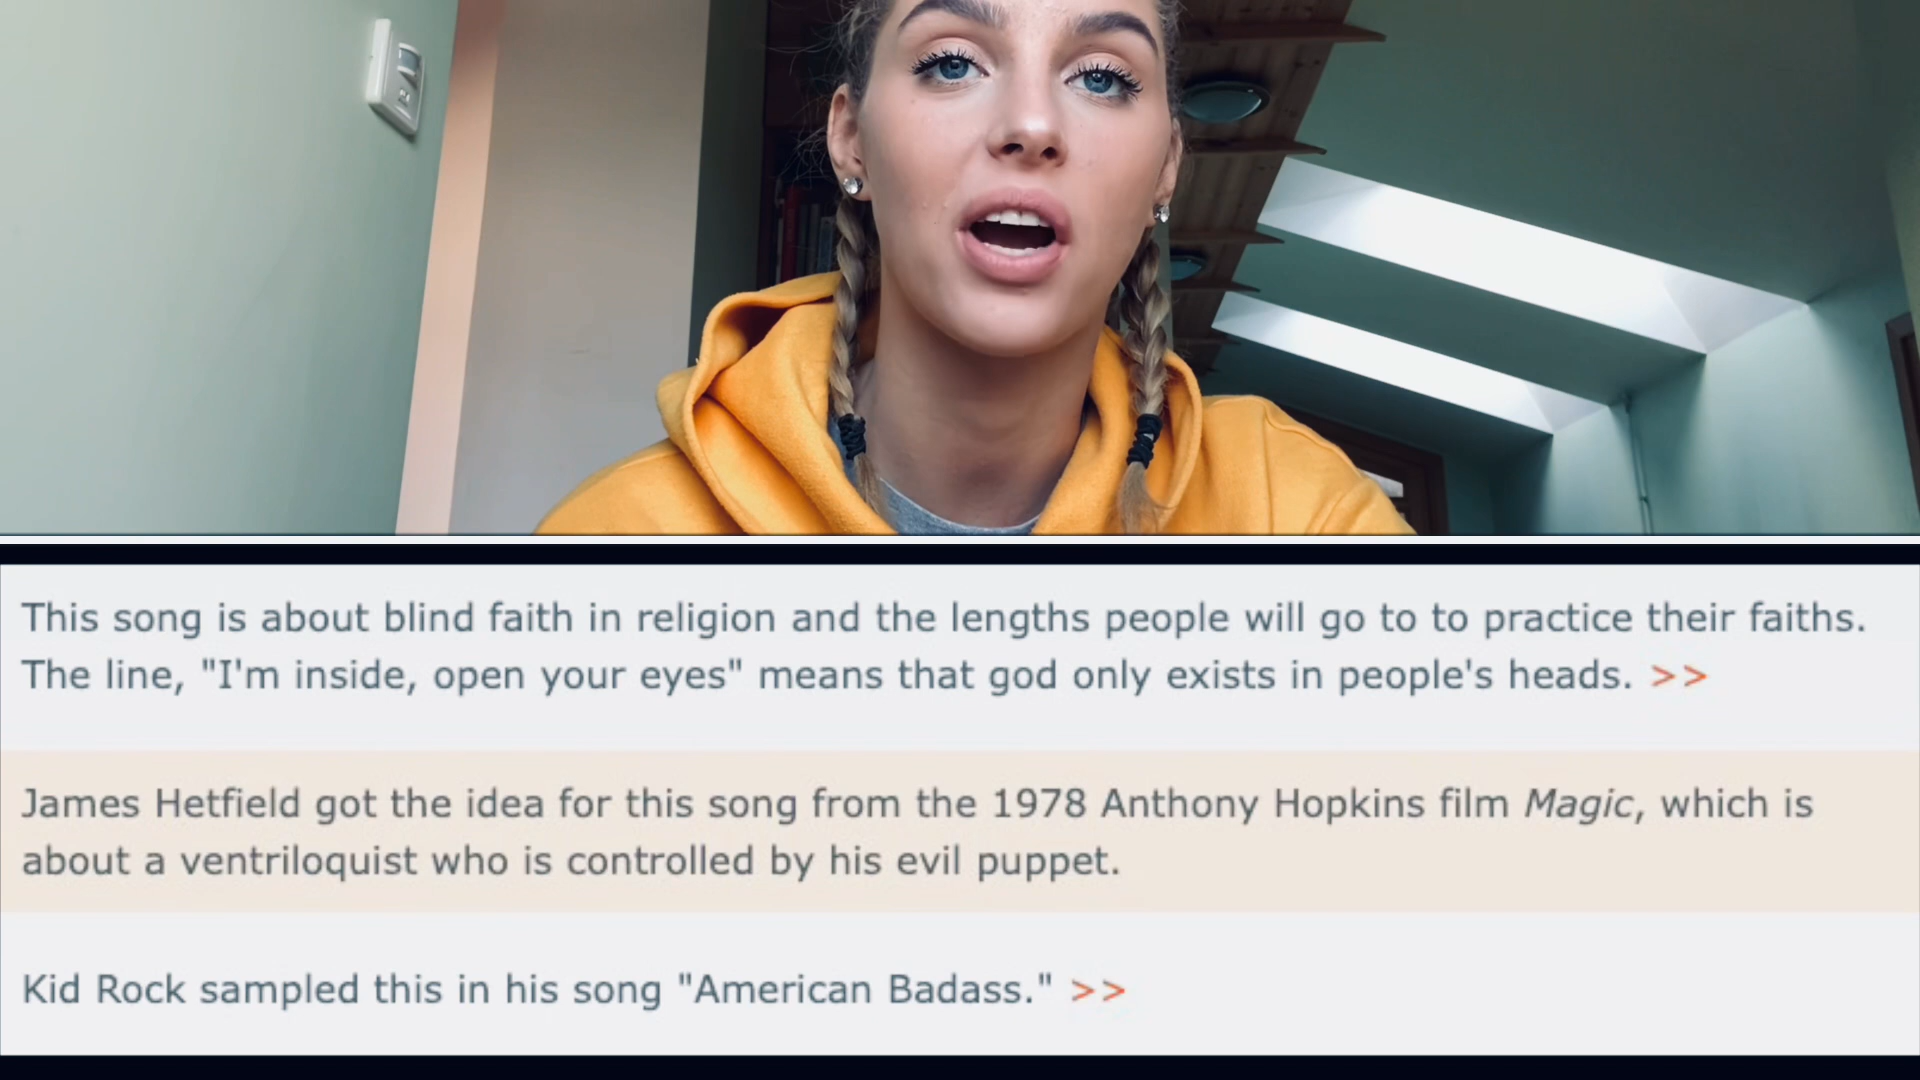 This song is about blind faith in religion and the lengths people will go to to practice their faiths.
The line, "I'm inside, open your eyes" means that god only exists in people's heads. >>
James Hetfield got the idea for this song from the 1978 Anthony Hopkins film Magic, which is
about a ventriloquist who is controlled by his evil puppet.
Kid Rock sampled this in his song "American Badass." >>